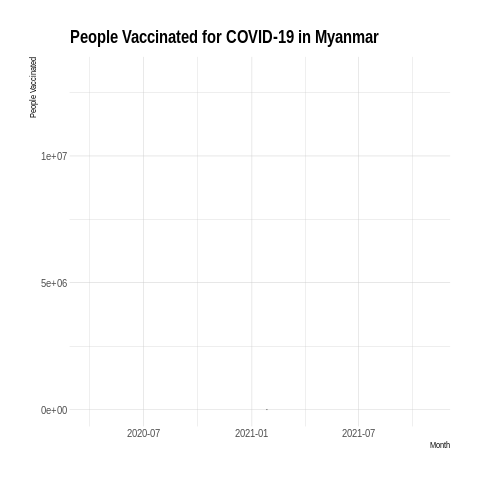 People Vaccinated for COVID-19 in Myanmar
People Vaccinated
1e+07
5e+06
0e+00
2020-07 2021-01 2021-07
Month